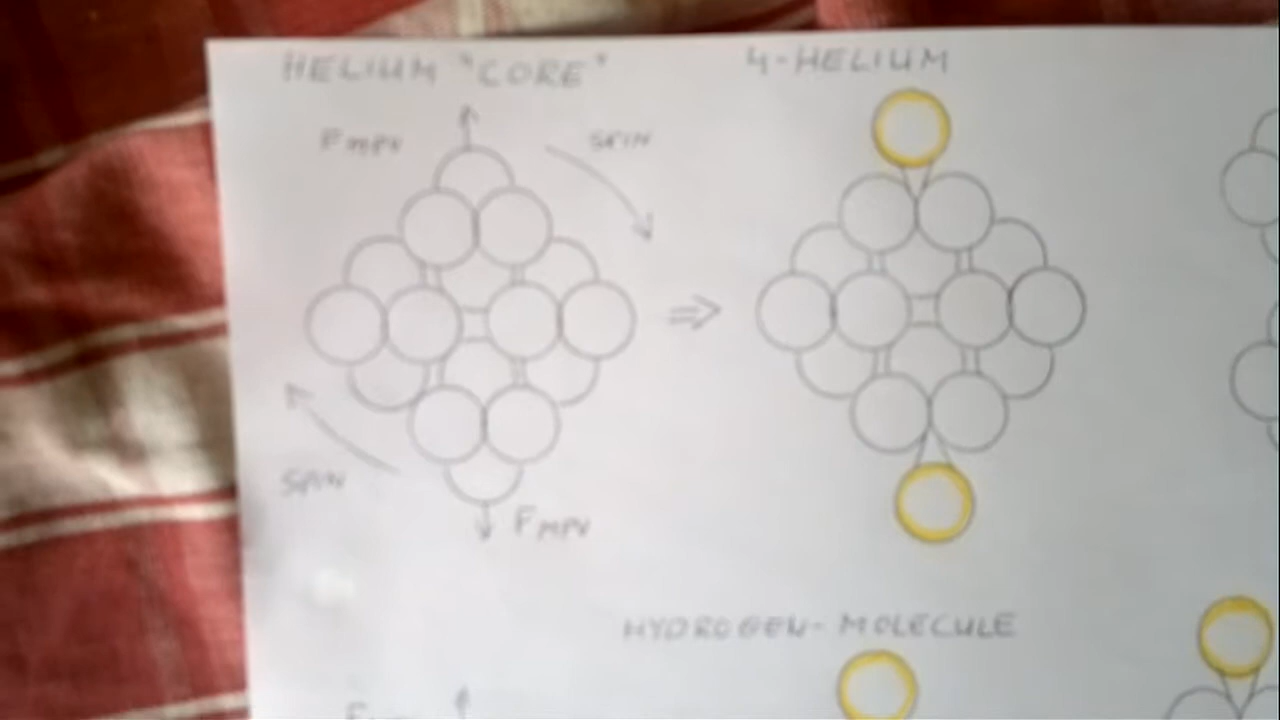 HELIUM "CORE"
4-HELIUM
FMPV
SPIN
SPIN
FMPV
HYDROGEN-MOLECULE